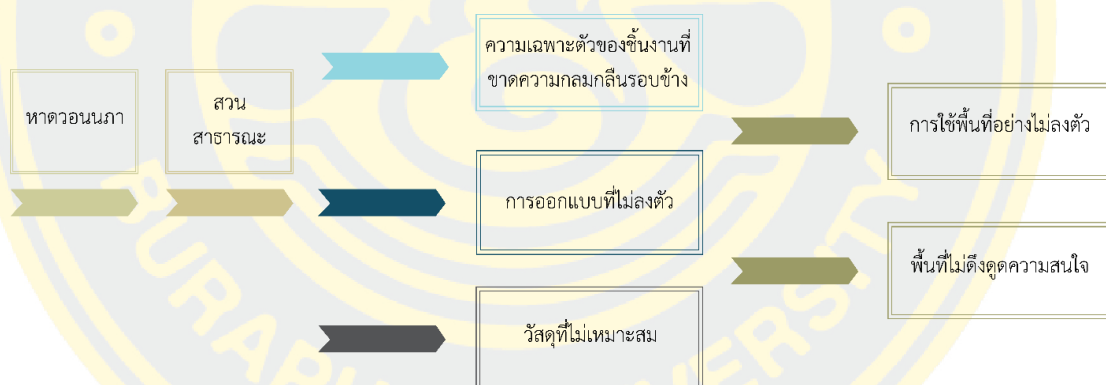 หาดวอนนภา
สวน
สาธารณะ
ความเฉพาะตัวของชิ้นงานที่
ขาดความกลมกลืนรอบข้าง
การออกแบบที่ไม่ลงตัว
วัสดุที่ไม่เหมาะสม
การใช้พื้นที่อย่างไม่ลงตัว
พื้นที่ไม่ดึงดูดความสนใจ
BURAPHA UNIVERSITY